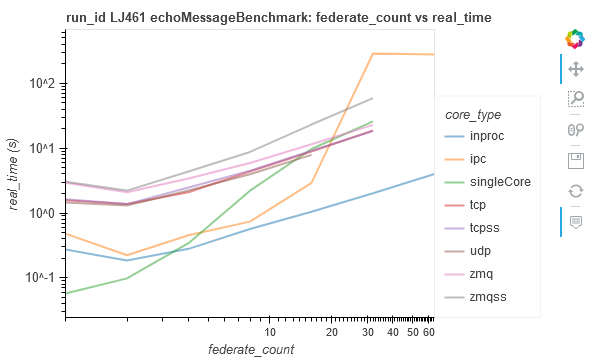 run_id LJ461 echoMessageBenchmark: federate_count vs real_time
real_time (s)
10^2
10^1
10^0
10^-1
10 20 30 40 50 60
federate_count
core_type
inproc
ipc
singleCore
tcp
tcpss
udp
zmq
zmqss